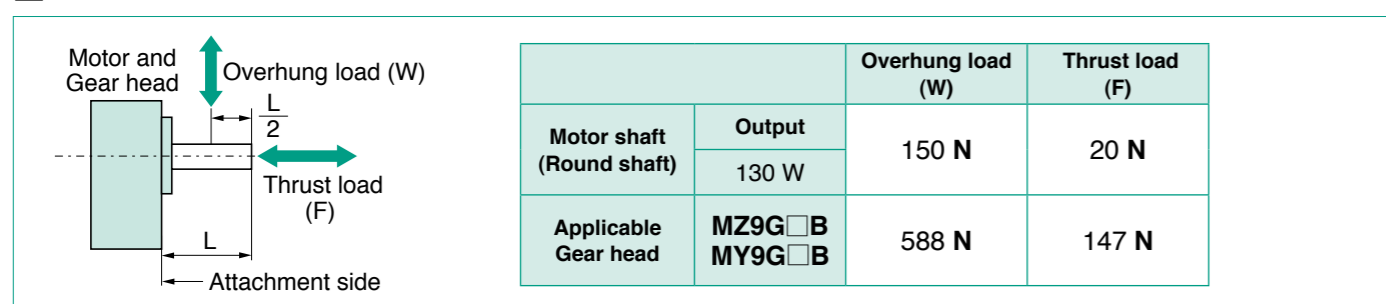 Motor and
Gear head
Overhung load (W)
L
2
Thrust load
(F)
L
Attachment side
Overhung load
(W)
Thrust load
(F)
Motor shaft
(Round shaft)
Output
130 W
150 N
20 N
Applicable
Gear head
MZ9G□B
MY9G□B
588 N
147 N